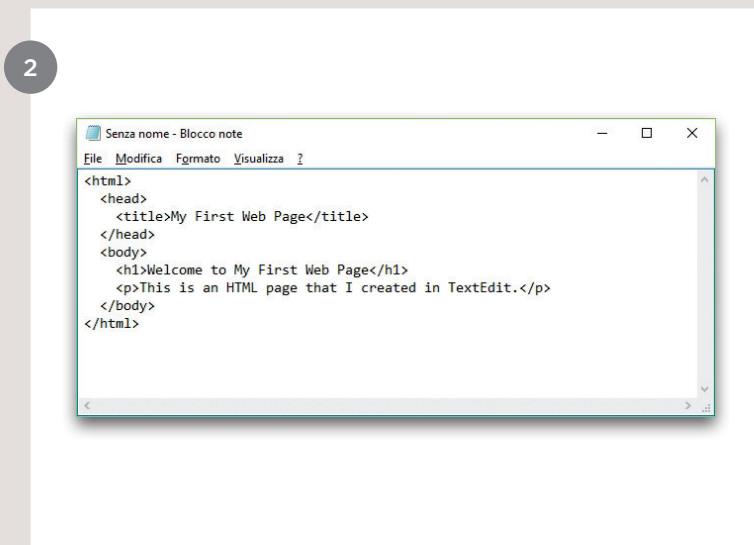 2
Senza nome - Blocco note
File Modifica Formato Visualizza ?
<html>
  <head>
    <title>My First Web Page</title>
  </head>
  <body>
    <h1>Welcome to My First Web Page</h1>
    <p>This is an HTML page that I created in TextEdit.</p>
  </body>
</html>